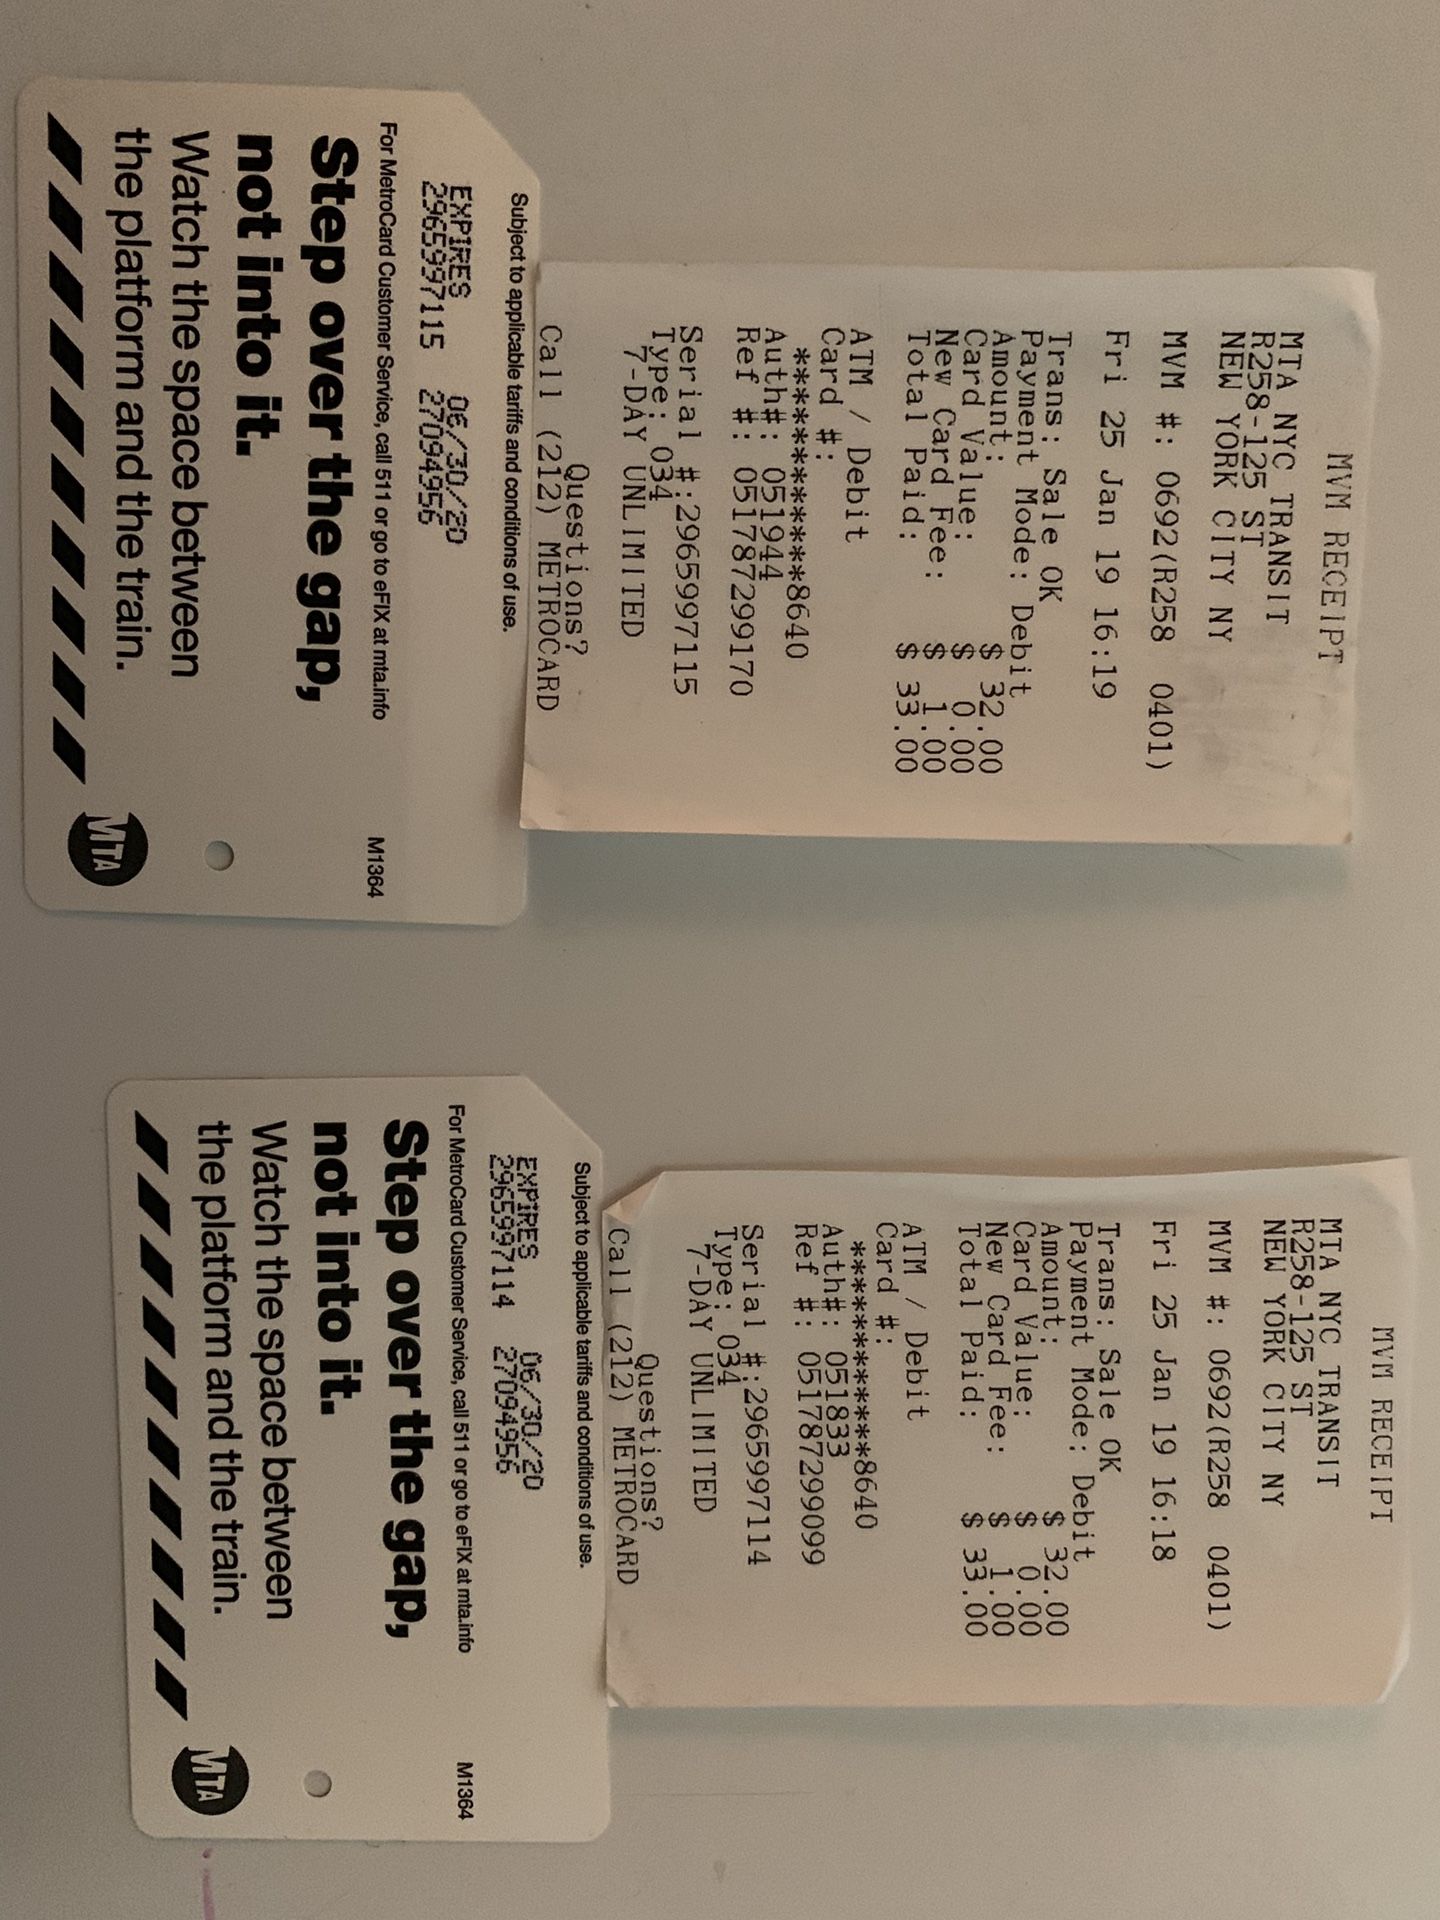 MVM RECEIPT
MTA NYC TRANSIT
R258-125 ST
NEW YORK CITY NY
MVM #: 0692(R258 0401)
Fri 25 Jan 19 16:19
Trans: Sale OK
Payment Mode: Debit
Amount: $ 32.00
Card Value: $ 0.00
New Card Fee: $ 1.00
Total Paid: $ 33.00
ATM / Debit
Card #:
************8640
Auth#: 051944
Ref #: 051787299170
Serial #:2965997115
Type: 034
7-DAY UNLIMITED
Questions?
Call (212) METROCARD
Subject to applicable tariffs and conditions of use.
EXPIRES 06/30/20
2965997115 27094956
For MetroCard Customer Service, call 511 or go to eFIX at mta.info M1364
Step over the gap,
not into it.
Watch the space between
the platform and the train.
MTA
MVM RECEIPT
MTA NYC TRANSIT
R258-125 ST
NEW YORK CITY NY
MVM #: 0692(R258 0401)
Fri 25 Jan 19 16:18
Trans: Sale OK
Payment Mode: Debit
Amount: $ 32.00
Card Value: $ 0.00
New Card Fee: $ 1.00
Total Paid: $ 33.00
ATM / Debit
Card #:
************8640
Auth#: 051833
Ref #: 051787299099
Serial #:2965997114
Type: 034
7-DAY UNLIMITED
Questions?
Call (212) METROCARD
Subject to applicable tariffs and conditions of use.
EXPIRES 06/30/20
2965997114 27094956
For MetroCard Customer Service, call 511 or go to eFIX at mta.info M1364
Step over the gap,
not into it.
Watch the space between
the platform and the train.
MTA